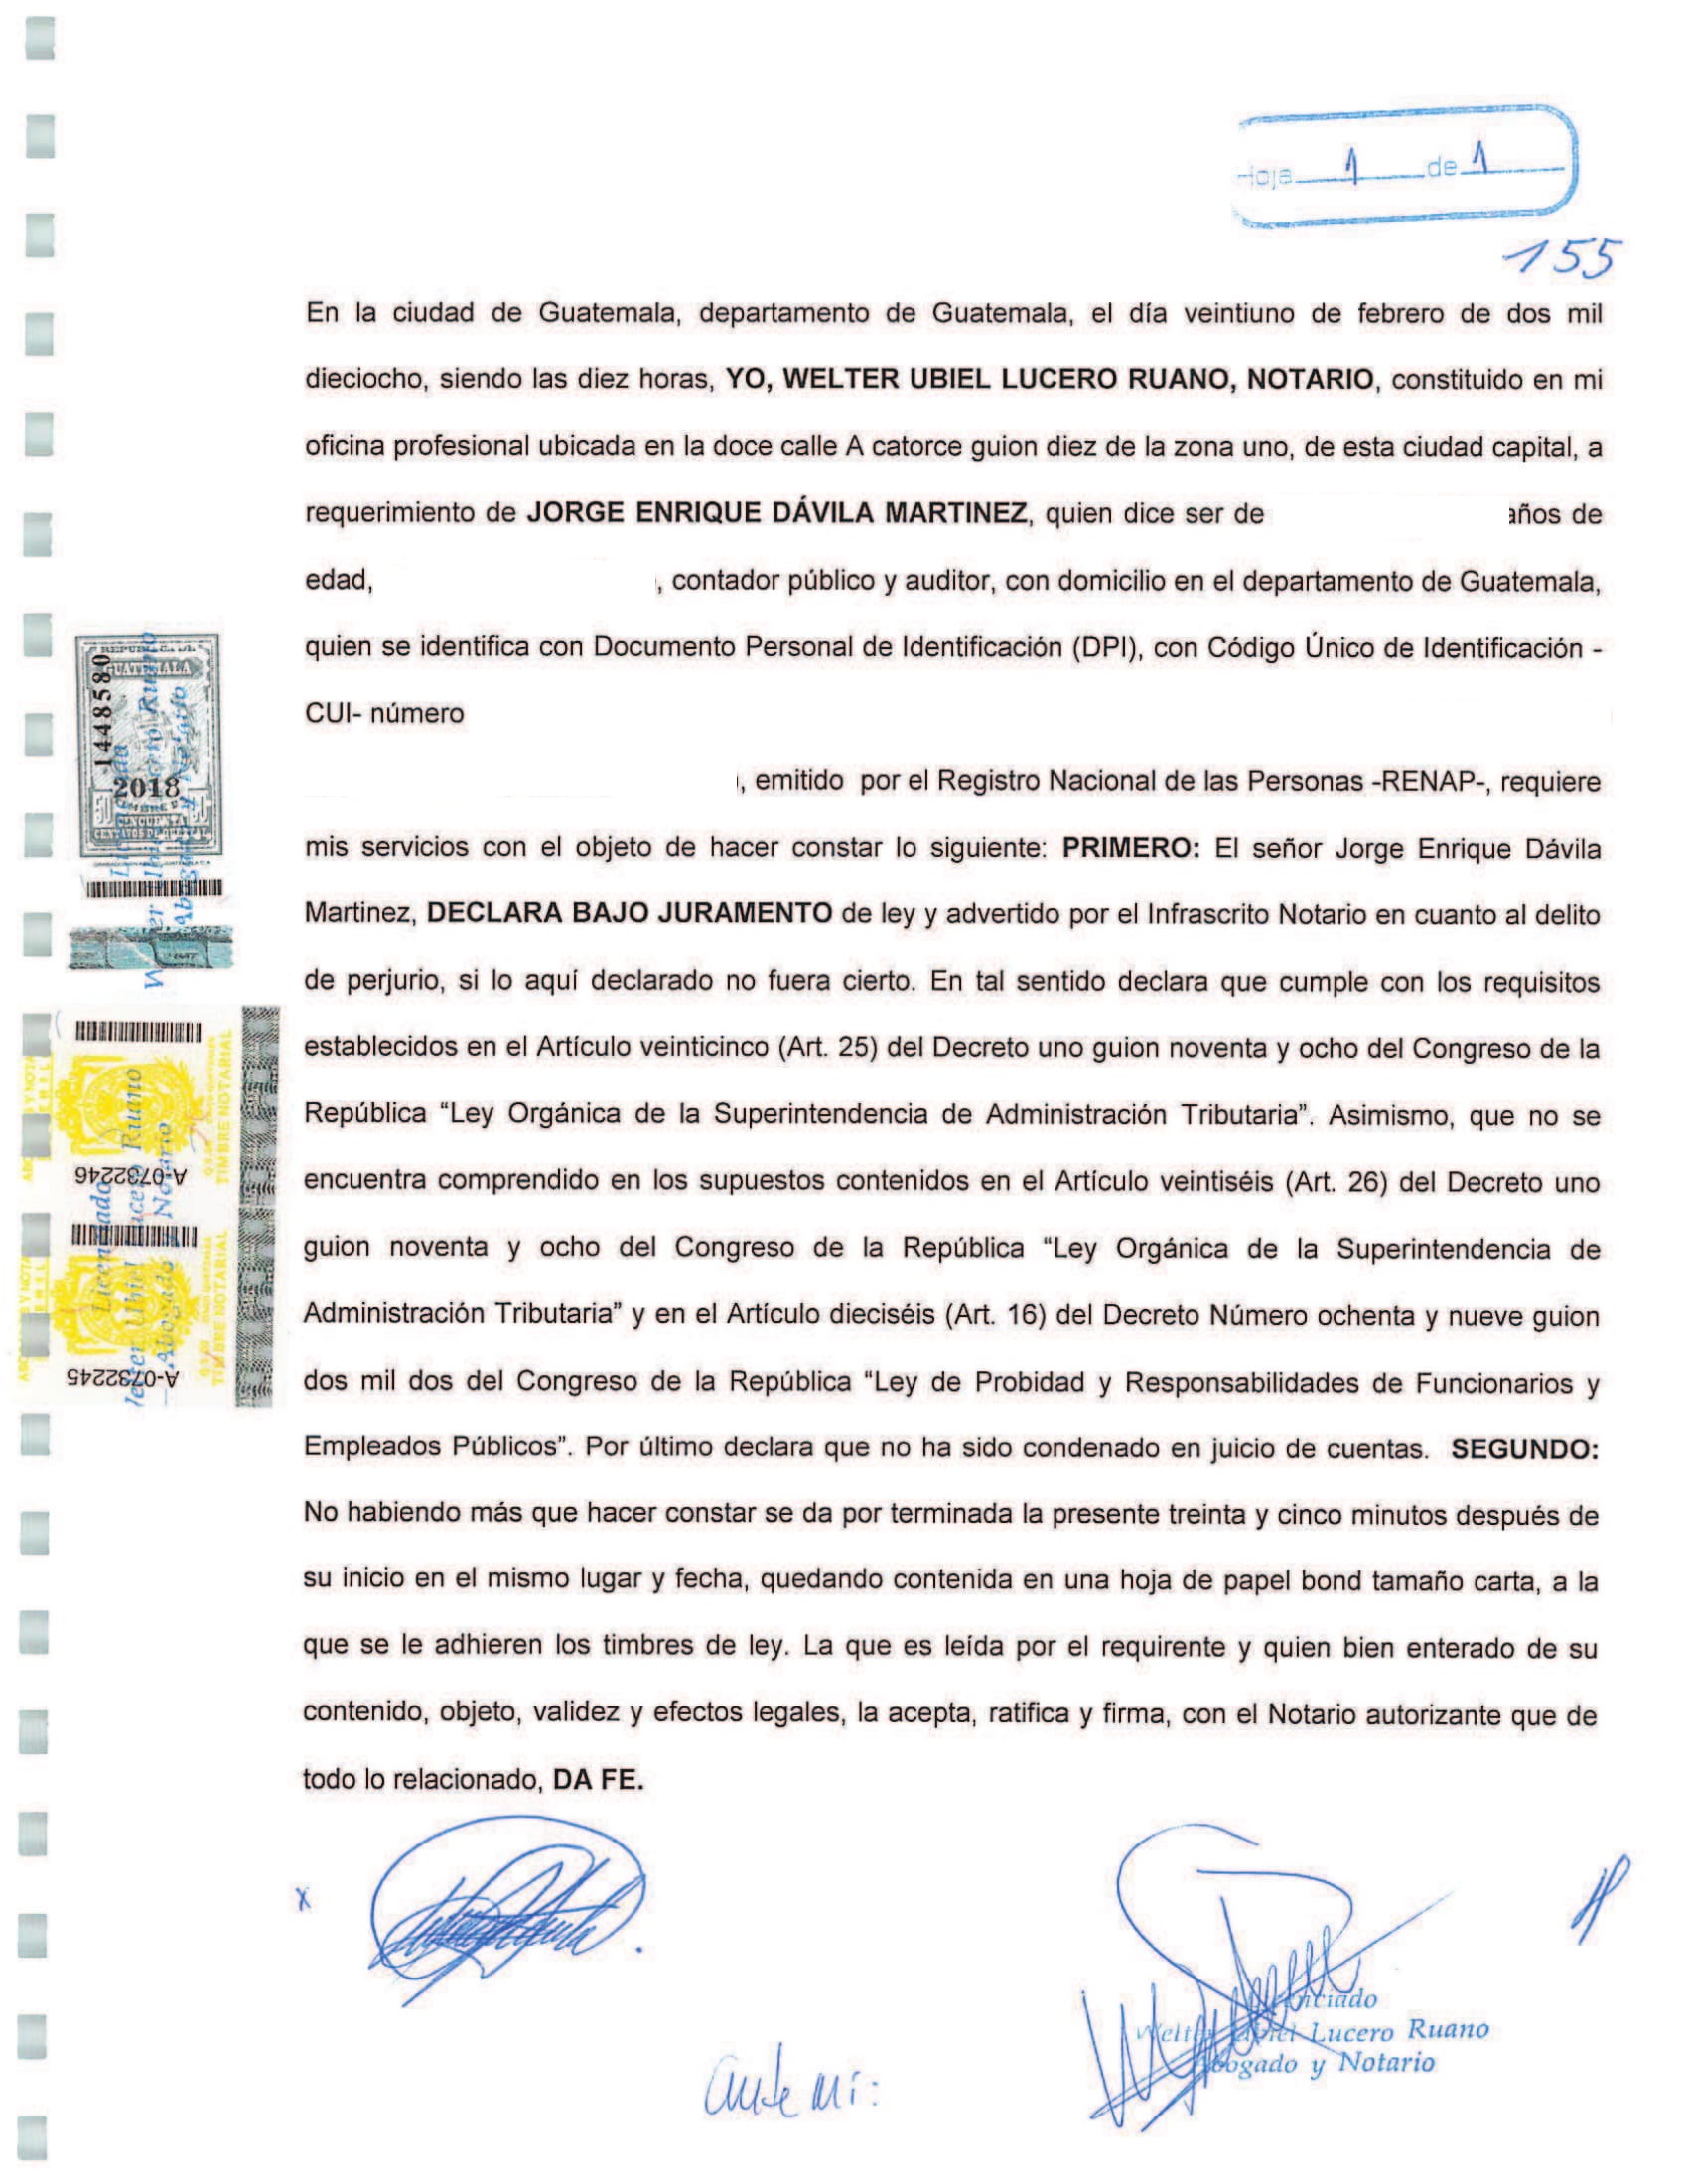 Hoja 1 de 1
155
En la ciudad de Guatemala, departamento de Guatemala, el día veintiuno de febrero de dos mil
dieciocho, siendo las diez horas, YO, WELTER UBIEL LUCERO RUANO, NOTARIO, constituido en mi
oficina profesional ubicada en la doce calle A catorce guion diez de la zona uno, de esta ciudad capital, a
requerimiento de JORGE ENRIQUE DÁVILA MARTINEZ, quien dice ser de años de
edad, , contador público y auditor, con domicilio en el departamento de Guatemala,
quien se identifica con Documento Personal de Identificación (DPI), con Código Único de Identificación -
CUI- número
, emitido por el Registro Nacional de las Personas -RENAP-, requiere
mis servicios con el objeto de hacer constar lo siguiente: PRIMERO: El señor Jorge Enrique Dávila
Martinez, DECLARA BAJO JURAMENTO de ley y advertido por el Infrascrito Notario en cuanto al delito
de perjurio, si lo aquí declarado no fuera cierto. En tal sentido declara que cumple con los requisitos
establecidos en el Artículo veinticinco (Art. 25) del Decreto uno guion noventa y ocho del Congreso de la
República “Ley Orgánica de la Superintendencia de Administración Tributaria”. Asimismo, que no se
encuentra comprendido en los supuestos contenidos en el Artículo veintiséis (Art. 26) del Decreto uno
guion noventa y ocho del Congreso de la República “Ley Orgánica de la Superintendencia de
Administración Tributaria” y en el Artículo dieciséis (Art. 16) del Decreto Número ochenta y nueve guion
dos mil dos del Congreso de la República “Ley de Probidad y Responsabilidades de Funcionarios y
Empleados Públicos”. Por último declara que no ha sido condenado en juicio de cuentas. SEGUNDO:
No habiendo más que hacer constar se da por terminada la presente treinta y cinco minutos después de
su inicio en el mismo lugar y fecha, quedando contenida en una hoja de papel bond tamaño carta, a la
que se le adhieren los timbres de ley. La que es leída por el requirente y quien bien enterado de su
contenido, objeto, validez y efectos legales, la acepta, ratifica y firma, con el Notario autorizante que de
todo lo relacionado, DA FE.
REPUBLICA DE
GUATEMALA
1448580
2018
CINCUENTA
CENTAVOS DE QUETZAL
Licenciado
Welter Ubiel Lucero Ruano
Abogado y Notario
TIMBRE NOTARIAL
A-0732246
TIMBRE NOTARIAL
A-0732245
Licenciado
Welter Ubiel Lucero Ruano
Abogado y Notario
x
Licenciado
Welter Ubiel Lucero Ruano
Abogado y Notario
ante mí: